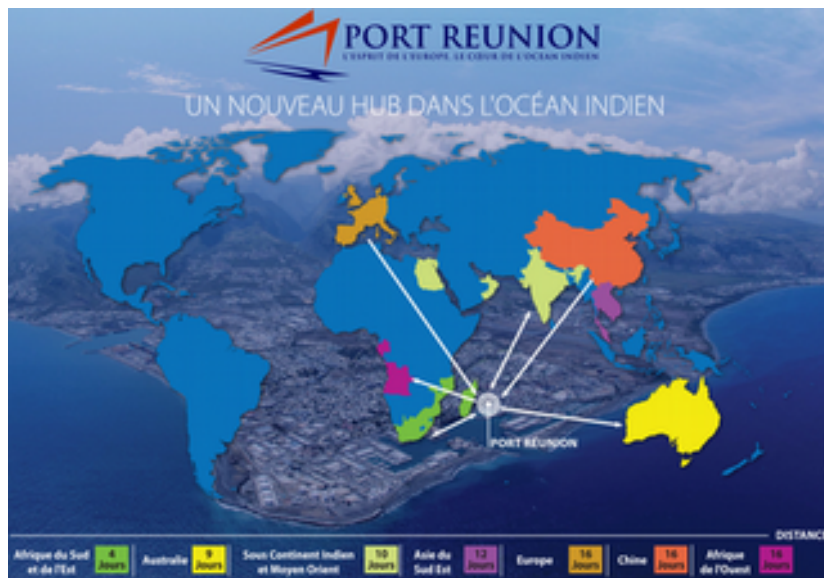 PORT REUNION
L'ESPRIT DE L'EUROPE, LE CŒUR DE L'OCEAN INDIEN
UN NOUVEAU HUB DANS L'OCÉAN INDIEN
PORT RÉUNION
DISTANCE
Afrique du Sud
et de l'Est
4
Jours
Australie
9
Jours
Sous Continent Indien
et Moyen Orient
10
Jours
Asie du
Sud Est
12
Jours
Europe
16
Jours
Chine
16
Jours
Afrique
de l'Ouest
16
Jours